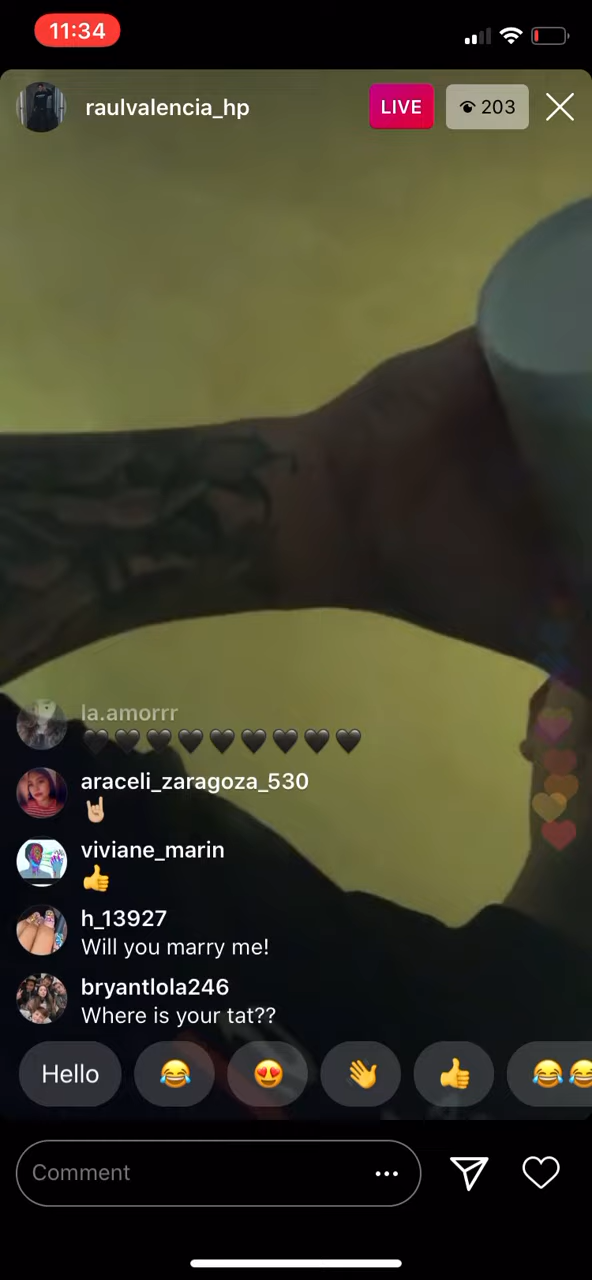 11:34
raulvalencia_hp
LIVE
203
la.amorrr
🖤🖤🖤🖤🖤🖤🖤🖤🖤
araceli_zaragoza_530
🤘🏼
viviane_marin
👍
h_13927
Will you marry me!
bryantlola246
Where is your tat??
Hello 😂 😍 👋 👍 😂😂
Comment